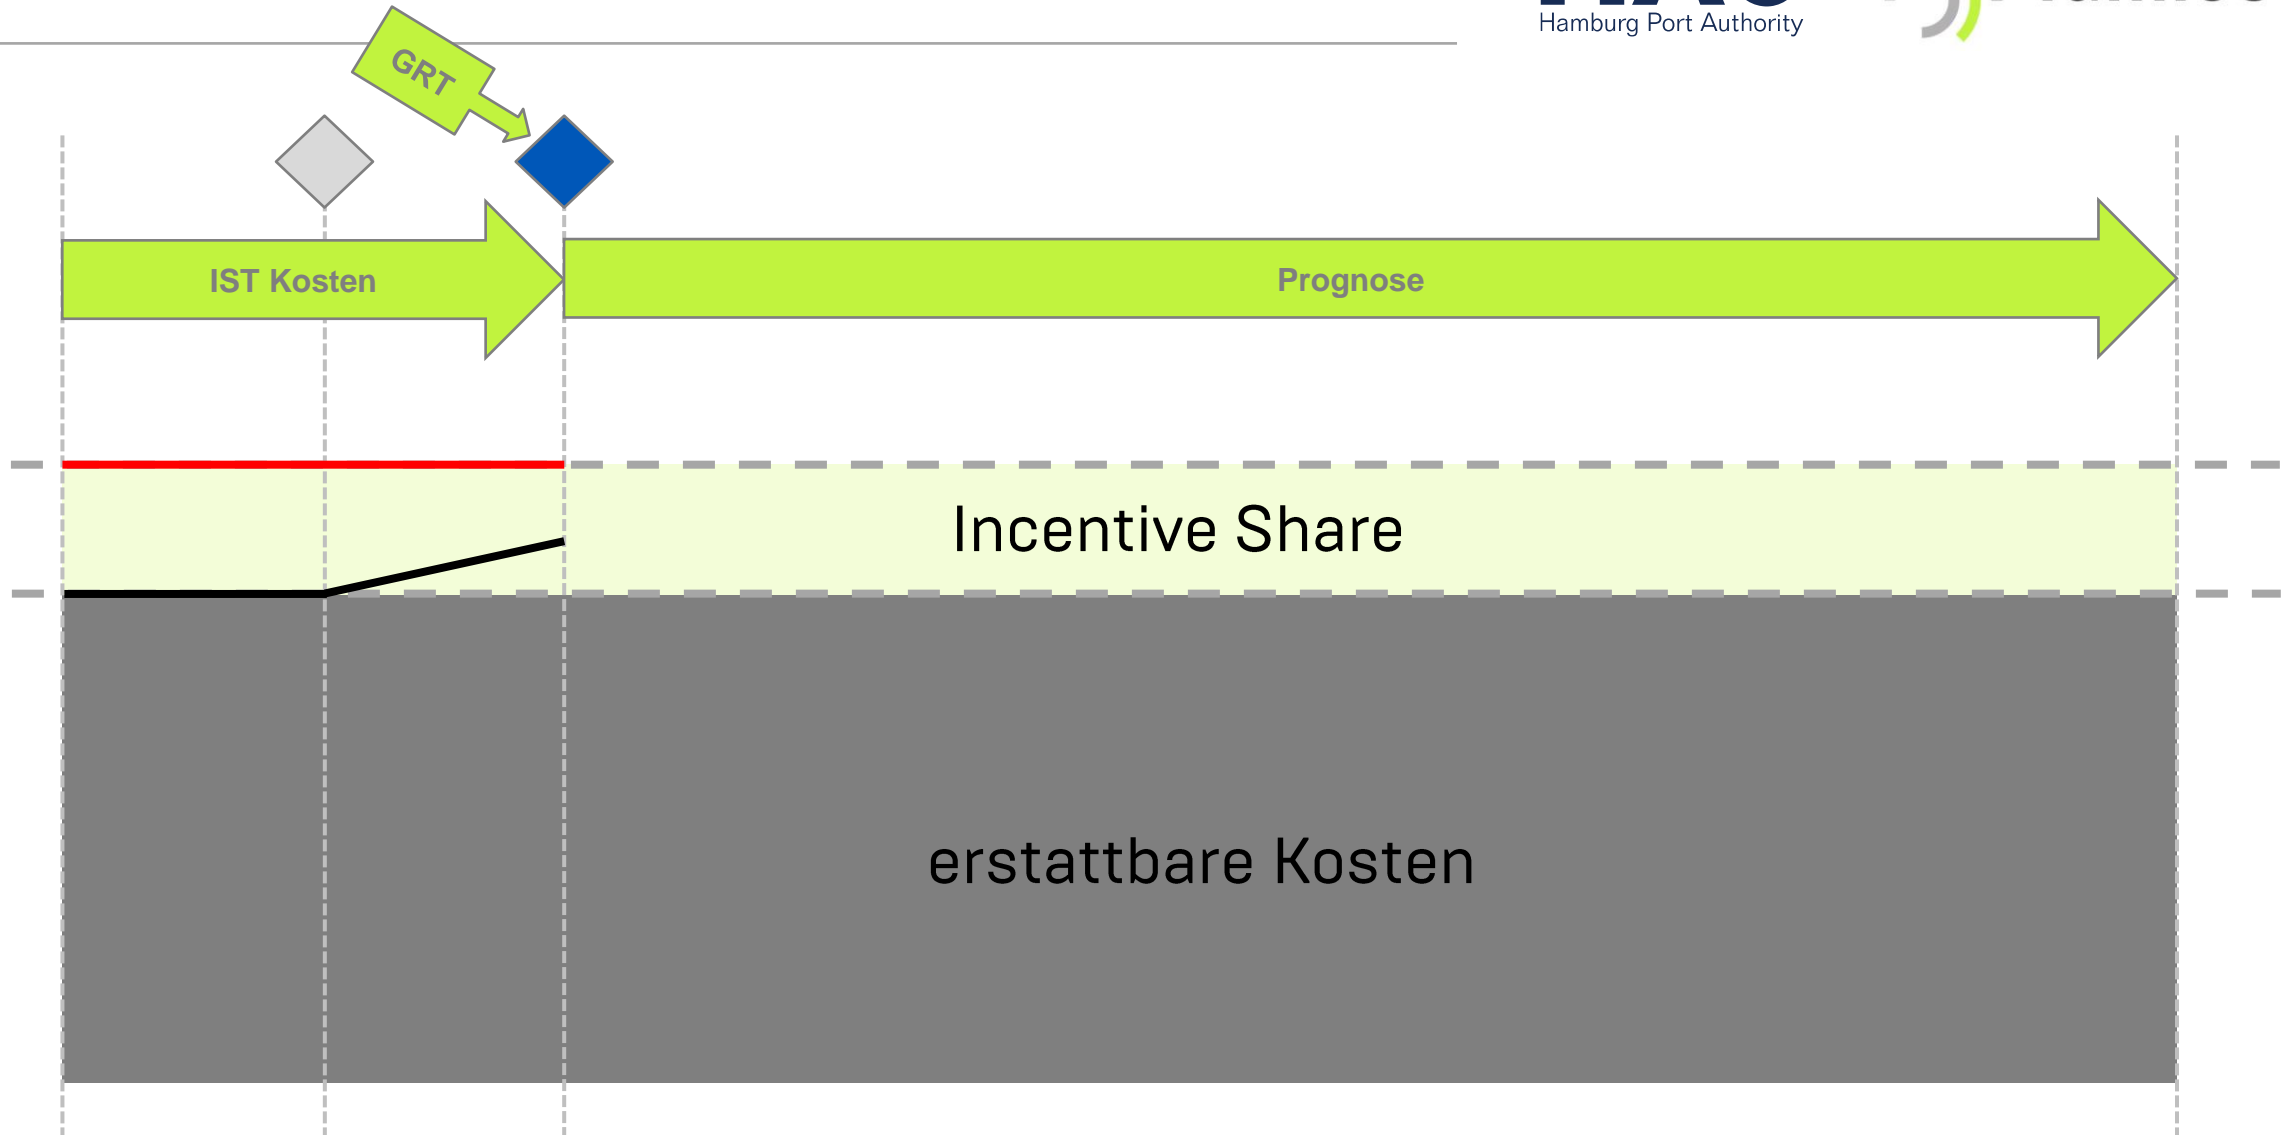 Hamburg Port Authority
GRT
IST Kosten
Prognose
Incentive Share
erstattbare Kosten